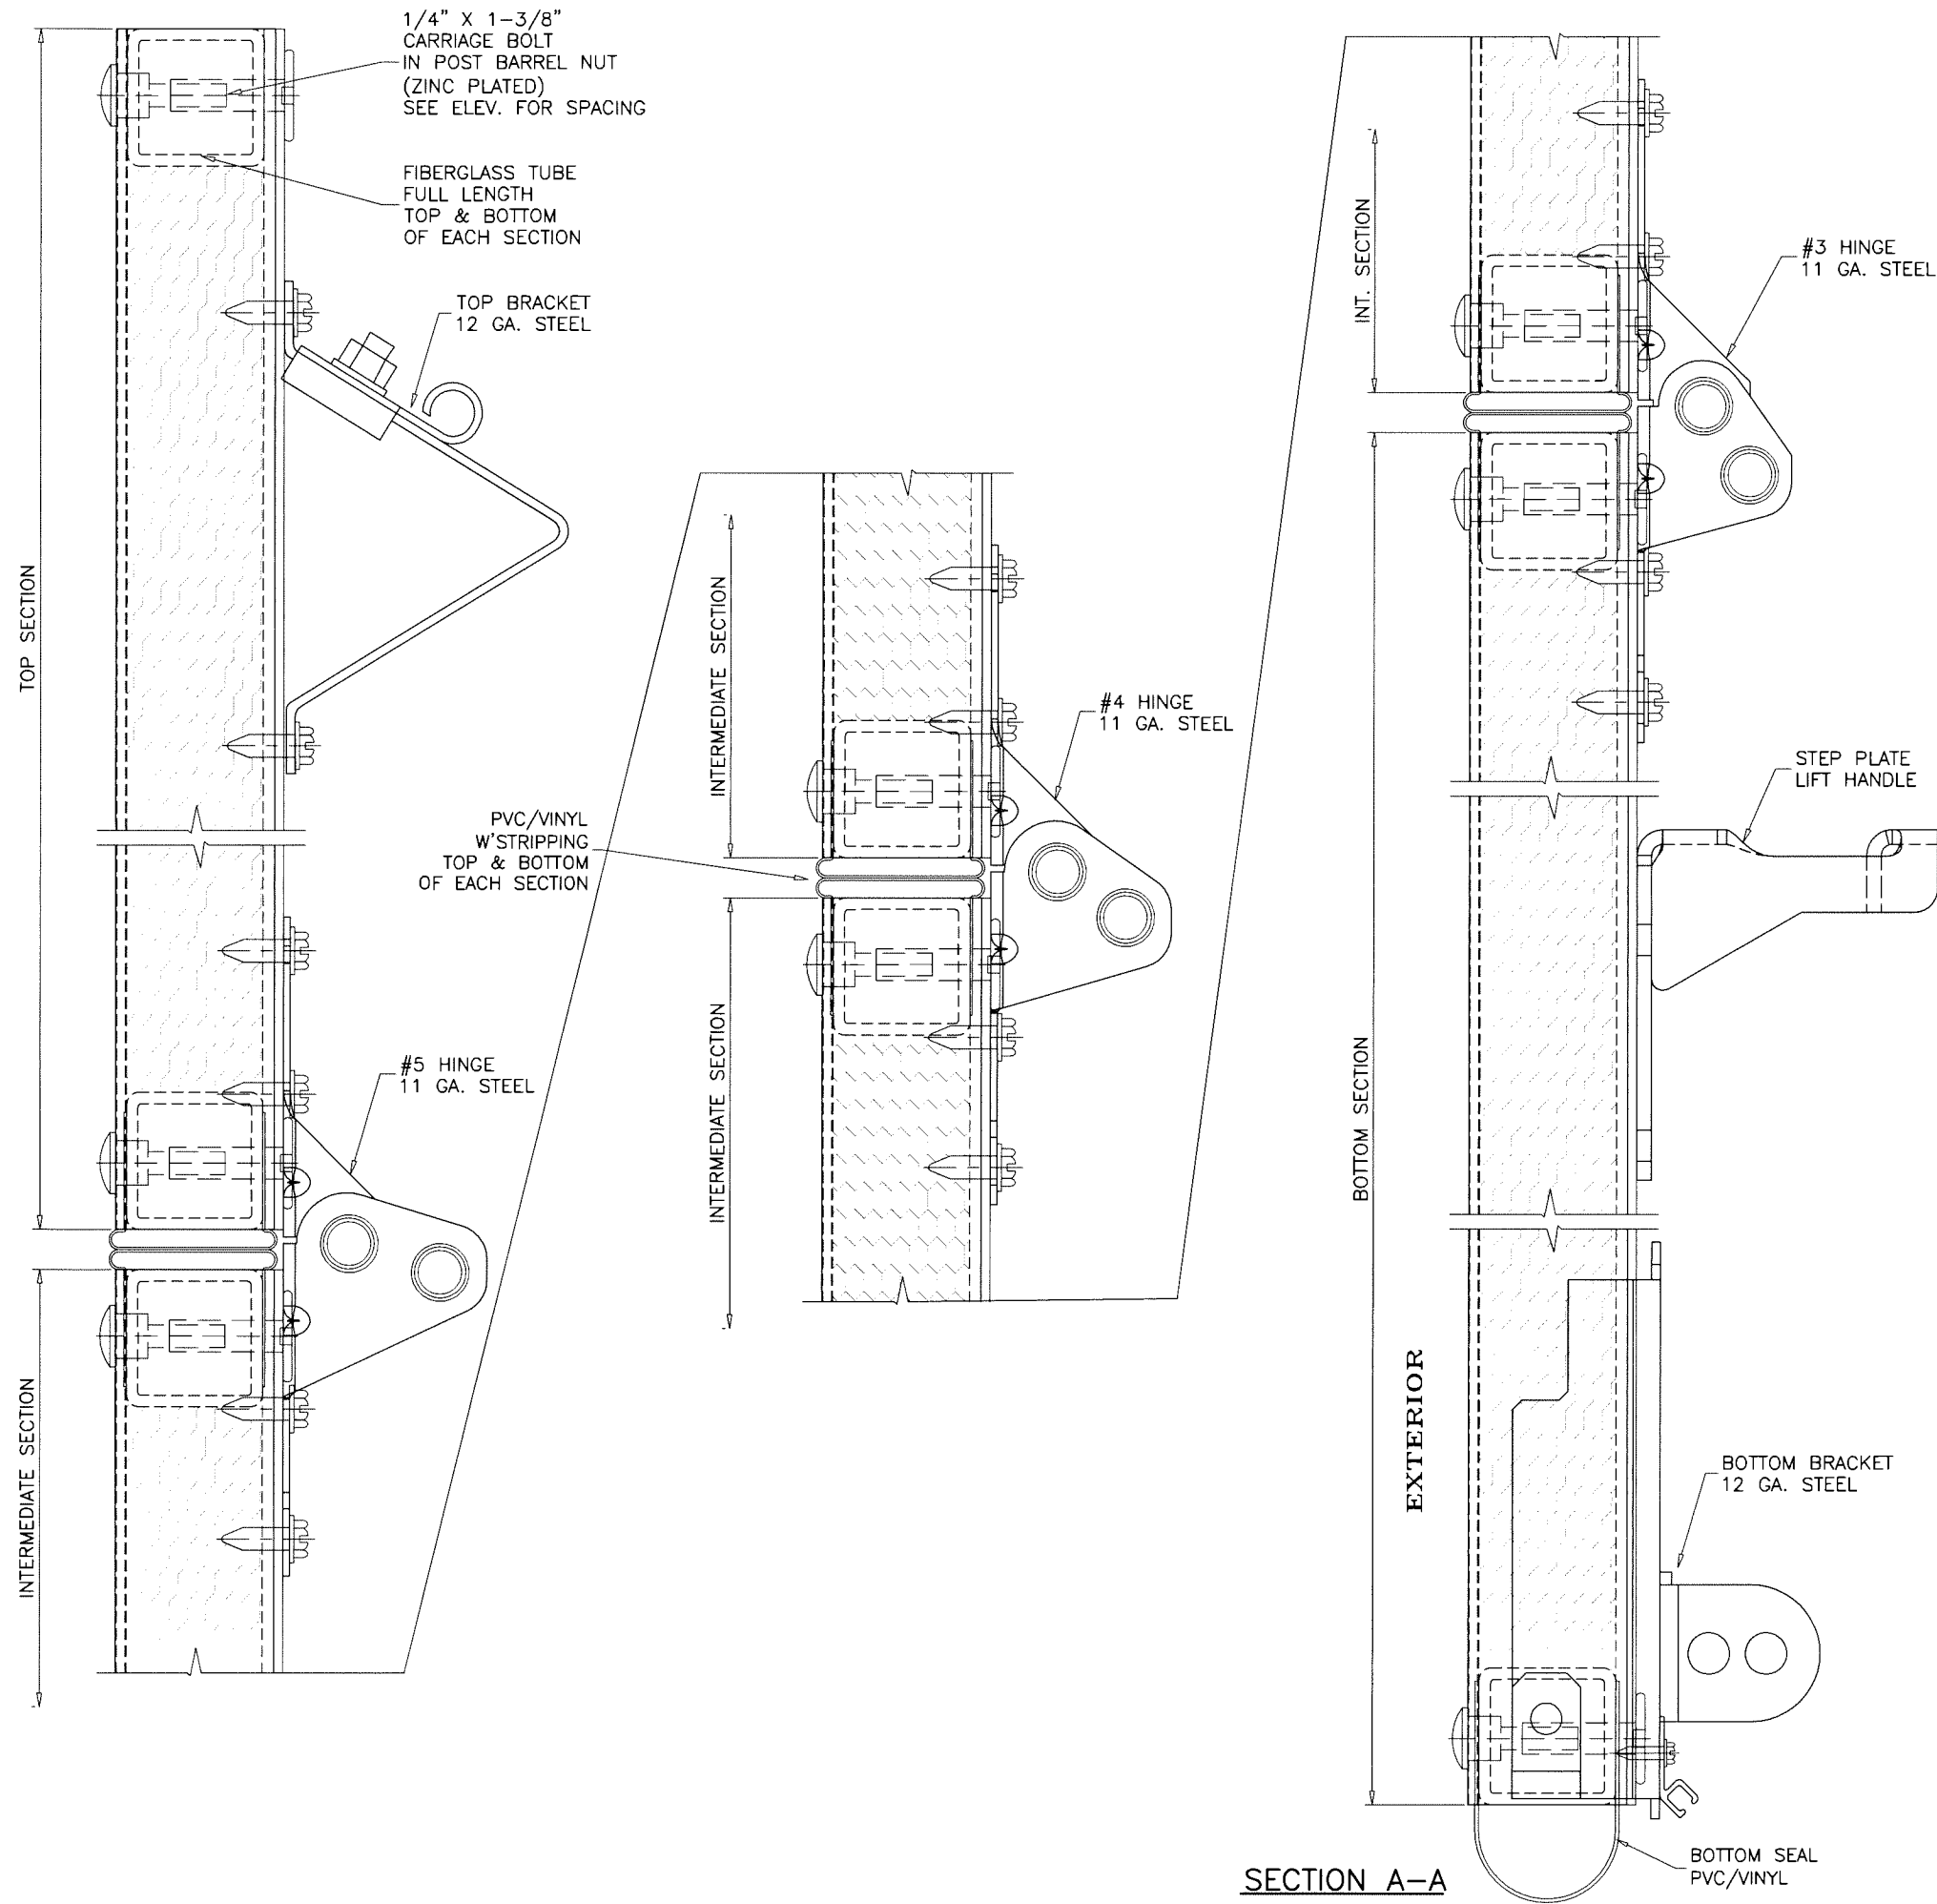 1/4" X 1-3/8"
CARRIAGE BOLT
IN POST BARREL NUT
(ZINC PLATED)
SEE ELEV. FOR SPACING
FIBERGLASS TUBE
FULL LENGTH
TOP & BOTTOM
OF EACH SECTION
TOP BRACKET
12 GA. STEEL
TOP SECTION
#5 HINGE
11 GA. STEEL
INTERMEDIATE SECTION
PVC/VINYL
W'STRIPPING
TOP & BOTTOM
OF EACH SECTION
INTERMEDIATE SECTION
#4 HINGE
11 GA. STEEL
INTERMEDIATE SECTION
INT. SECTION
#3 HINGE
11 GA. STEEL
STEP PLATE
LIFT HANDLE
BOTTOM SECTION
EXTERIOR
BOTTOM BRACKET
12 GA. STEEL
BOTTOM SEAL
PVC/VINYL
SECTION A-A